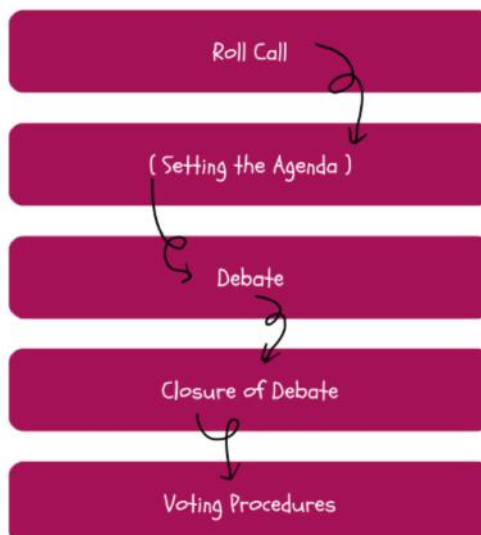 Roll Call
( Setting the Agenda )
Debate
Closure of Debate
Voting Procedures